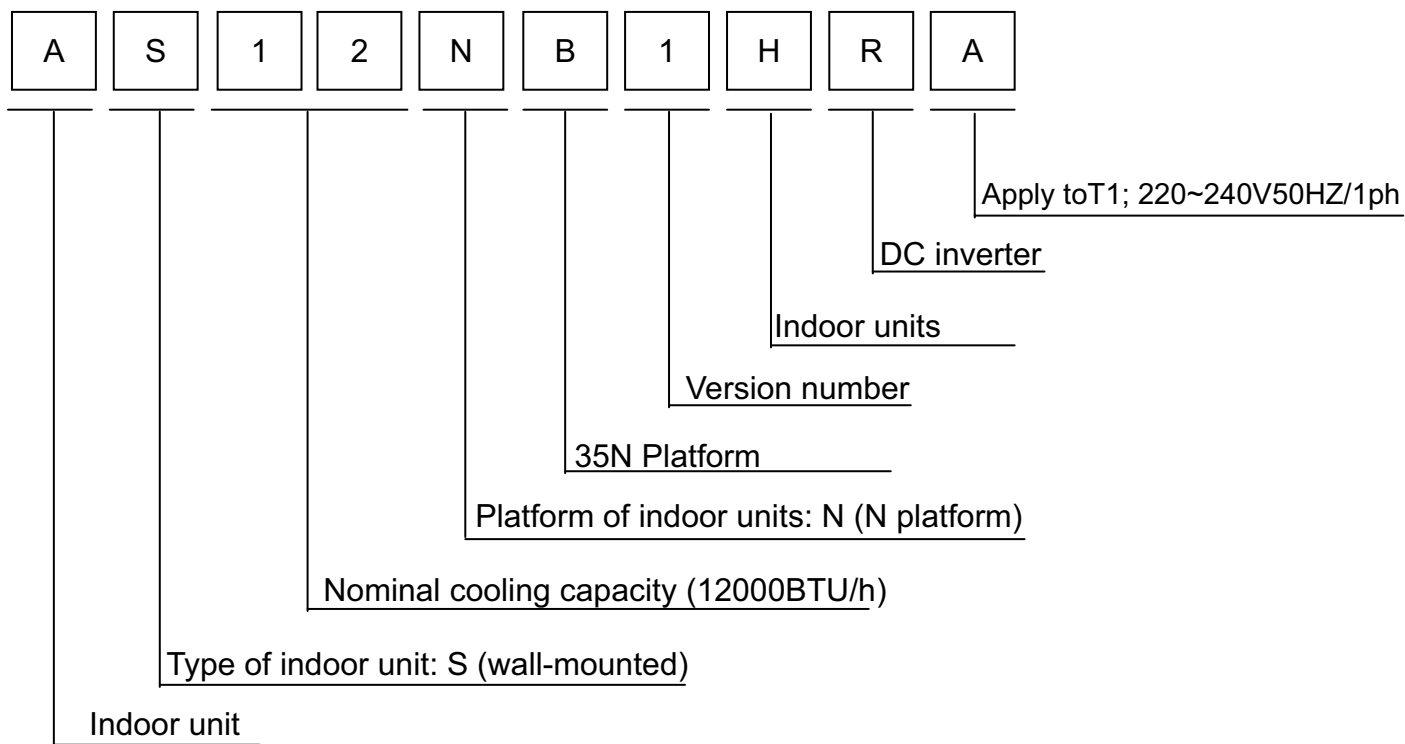 A S 1 2 N B 1 H R A
Apply toT1; 220~240V50HZ/1ph
DC inverter
Indoor units
Version number
35N Platform
Platform of indoor units: N (N platform)
Nominal cooling capacity (12000BTU/h)
Type of indoor unit: S (wall-mounted)
Indoor unit